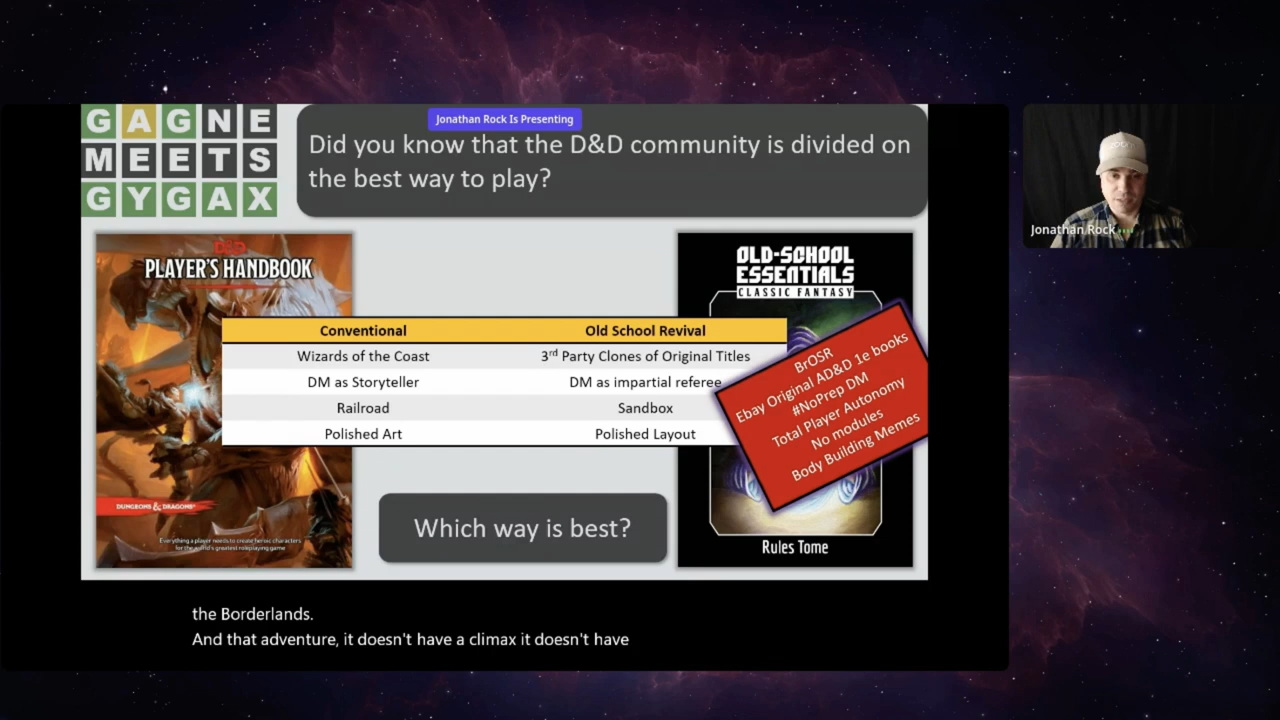 GAGNE
MEETS
GYGAX
Jonathan Rock Is Presenting
Did you know that the D&D community is divided on
the best way to play?
D&D
PLAYER'S HANDBOOK
DUNGEONS & DRAGONS®
Everything a player needs to create heroic characters
for the world's greatest roleplaying game
OLD-SCHOOL
ESSENTIALS
CLASSIC FANTASY
Rules Tome
Conventional Old School Revival
Wizards of the Coast 3rd Party Clones of Original Titles
DM as Storyteller DM as impartial referee
Railroad Sandbox
Polished Art Polished Layout
BrOSR
Ebay Original AD&D 1e books
#NoPrep DM
Total Player Autonomy
No modules
Body Building Memes
Which way is best?
the Borderlands.
And that adventure, it doesn't have a climax it doesn't have
Jonathan Rock